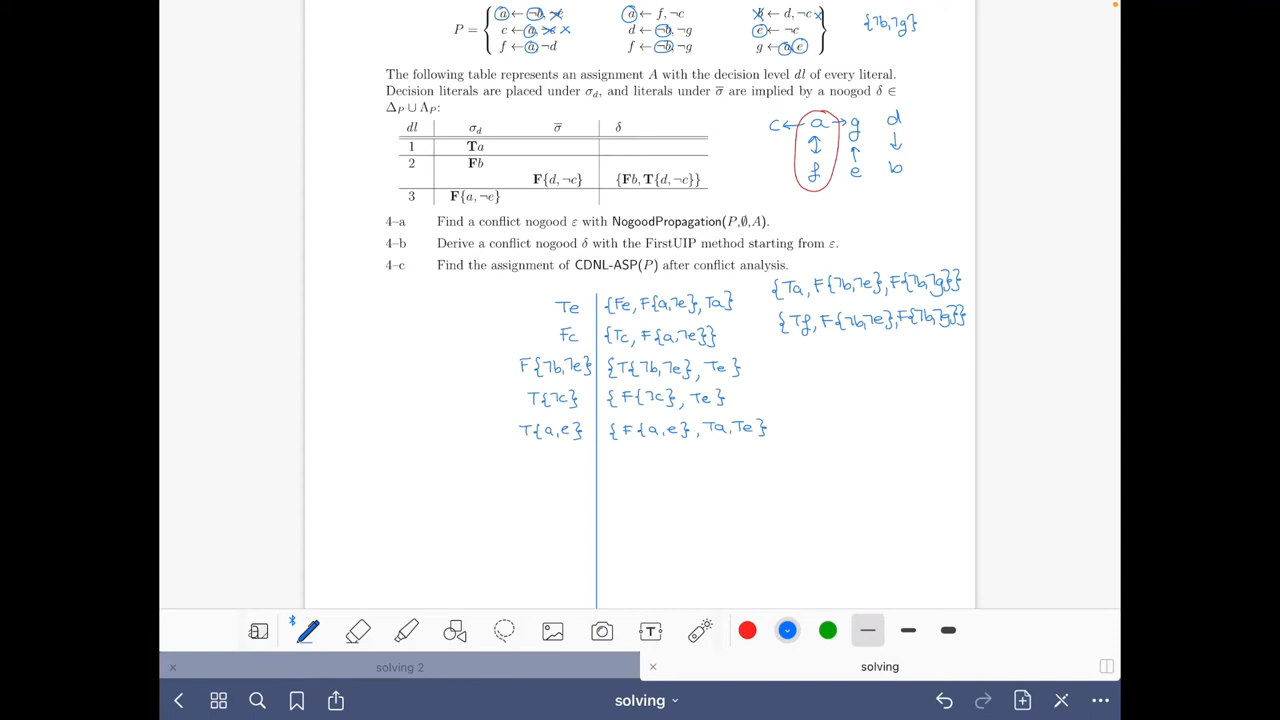 P = { a ← ¬b, ¬e a ← f, ¬c b ← d, ¬c
c ← a, ¬e d ← ¬b, ¬g e ← ¬c
f ← a ¬d f ← ¬b, ¬g g ← a, e }
{¬b,¬g}
The following table represents an assignment A with the decision level dl of every literal.
Decision literals are placed under σd, and literals under σ̅ are implied by a noogod δ ∈
ΔP ∪ ΛP:
c ← a → g d
↕ ↑ ↓
f e b
dl σd σ̅ δ
1 Ta
2 Fb
F{d, ¬c} {Fb, T{d, ¬c}}
3 F{a, ¬e}
4–a Find a conflict nogood ε with NogoodPropagation(P,∅,A).
4–b Derive a conflict nogood δ with the FirstUIP method starting from ε.
4–c Find the assignment of CDNL-ASP(P) after conflict analysis.
{Ta, F{¬b,¬e}, F{¬b,¬g}}
{Tf, F{¬b,¬e}, F{¬b,¬g}}
Te {Fe, F{a,¬e}, Ta}
Fc {Tc, F{a,¬e}}
F{¬b,¬e} {T{¬b,¬e}, Te}
T{¬c} {F{¬c}, Te}
T{a,e} {F{a,e}, Ta,Te}
T
solving 2
solving
solving